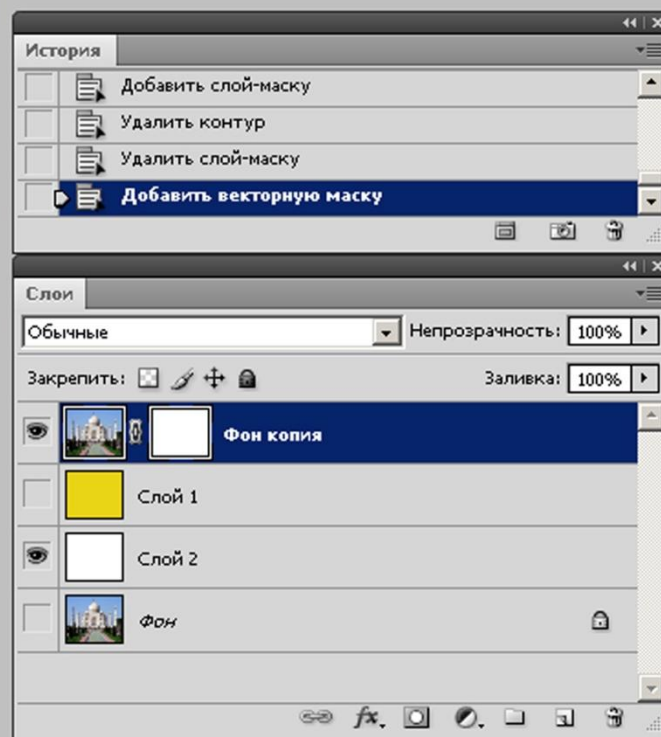 История
Добавить слой-маску
Удалить контур
Удалить слой-маску
Добавить векторную маску
Слои
Обычные Непрозрачность: 100%
Закрепить: Заливка: 100%
Фон копия
Слой 1
Слой 2
Фон
fx.